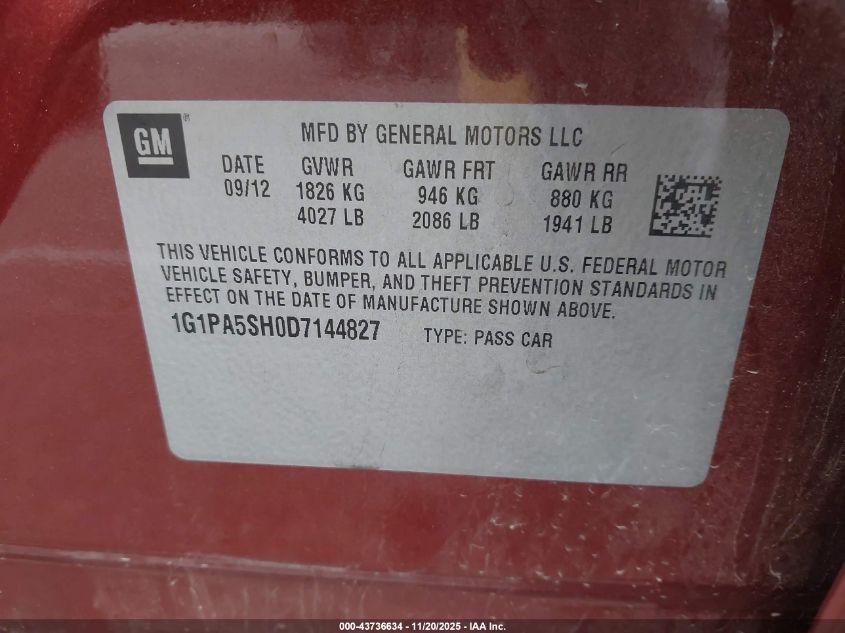 GM®
MFD BY GENERAL MOTORS LLC
DATE GVWR GAWR FRT GAWR RR
09/12 1826 KG 946 KG 880 KG
4027 LB 2086 LB 1941 LB
THIS VEHICLE CONFORMS TO ALL APPLICABLE U.S. FEDERAL MOTOR
VEHICLE SAFETY, BUMPER, AND THEFT PREVENTION STANDARDS IN
EFFECT ON THE DATE OF MANUFACTURE SHOWN ABOVE.
1G1PA5SH0D7144827 TYPE: PASS CAR
000-43736634 - 11/20/2025 - IAA Inc.